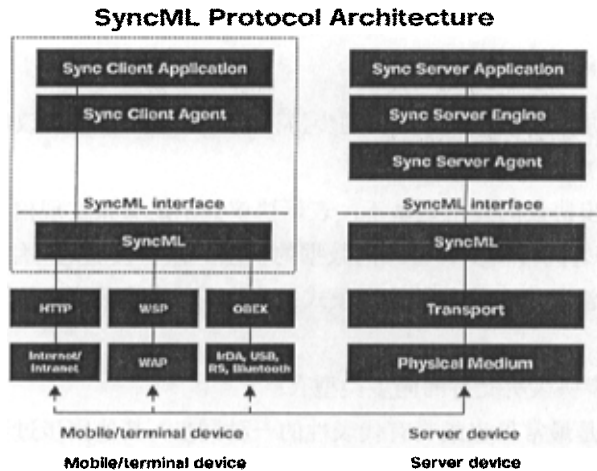 SyncML Protocol Architecture
Sync Client Application
Sync Client Agent
SyncML interface
SyncML
HTTP
WSP
OBEX
Internet/
Intranet
WAP
IrDA, USB,
RS, Bluetooth
Mobile/terminal device
Mobile/terminal device
Sync Server Application
Sync Server Engine
Sync Server Agent
SyncML interface
SyncML
Transport
Physical Medium
Server device
Server device